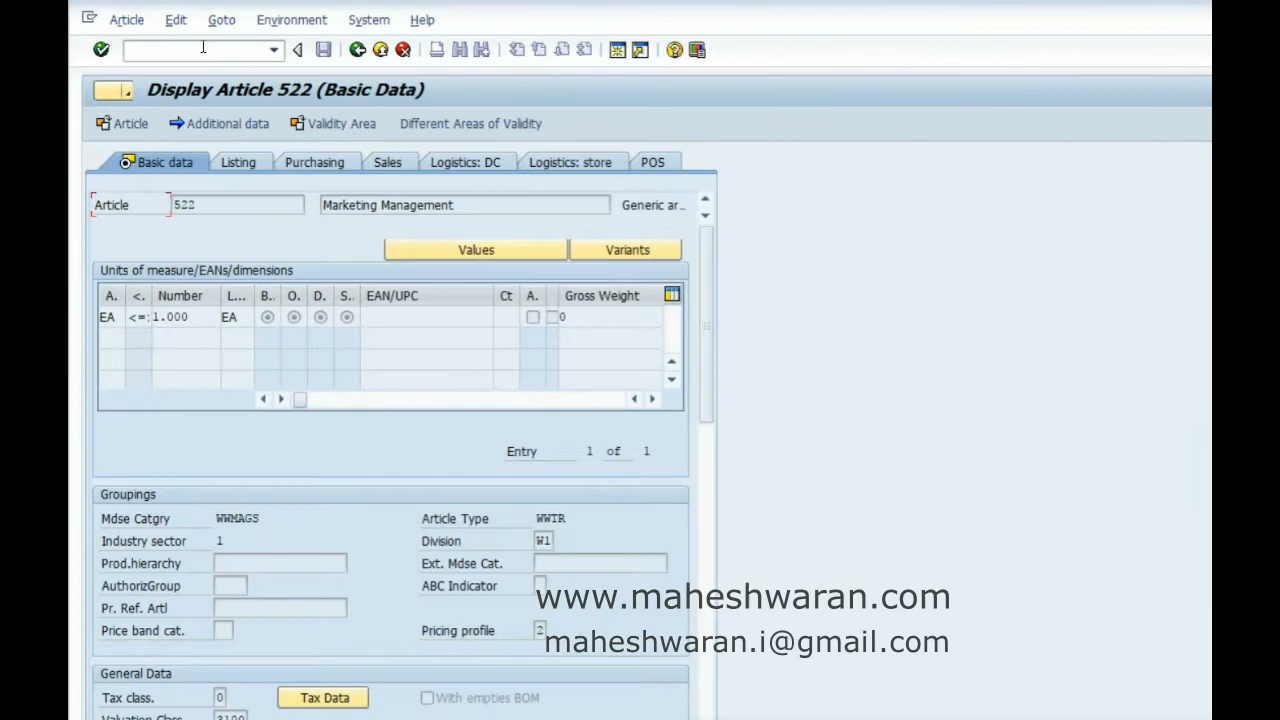 Article Edit Goto Environment System Help
Display Article 522 (Basic Data)
Article Additional data Validity Area Different Areas of Validity
Basic data Listing Purchasing Sales Logistics: DC Logistics: store POS
Article 522 Marketing Management Generic ar...
Values Variants
Units of measure/EANs/dimensions
A. <. Number L... B.. O. D. S.. EAN/UPC Ct A. Gross Weight
EA <=: 1.000 EA 0
Entry 1 of 1
Groupings
Mdse Catgry WWMAGS Article Type WWTR
Industry sector 1 Division W1
Prod.hierarchy Ext. Mdse Cat.
AuthorizGroup ABC Indicator
www.maheshwaran.com
Pr. Ref. Artl
Price band cat. Pricing profile 2
maheshwaran.i@gmail.com
General Data
Tax class. 0 Tax Data With empties BOM
Valuation Class 3100